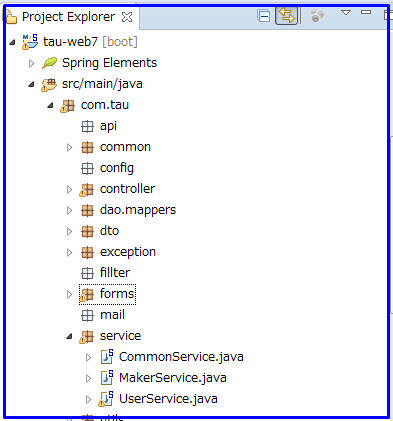 Project Explorer
tau-web7 [boot]
Spring Elements
src/main/java
com.tau
api
common
config
controller
dao.mappers
dto
exception
fillter
forms
mail
service
CommonService.java
MakerService.java
UserService.java